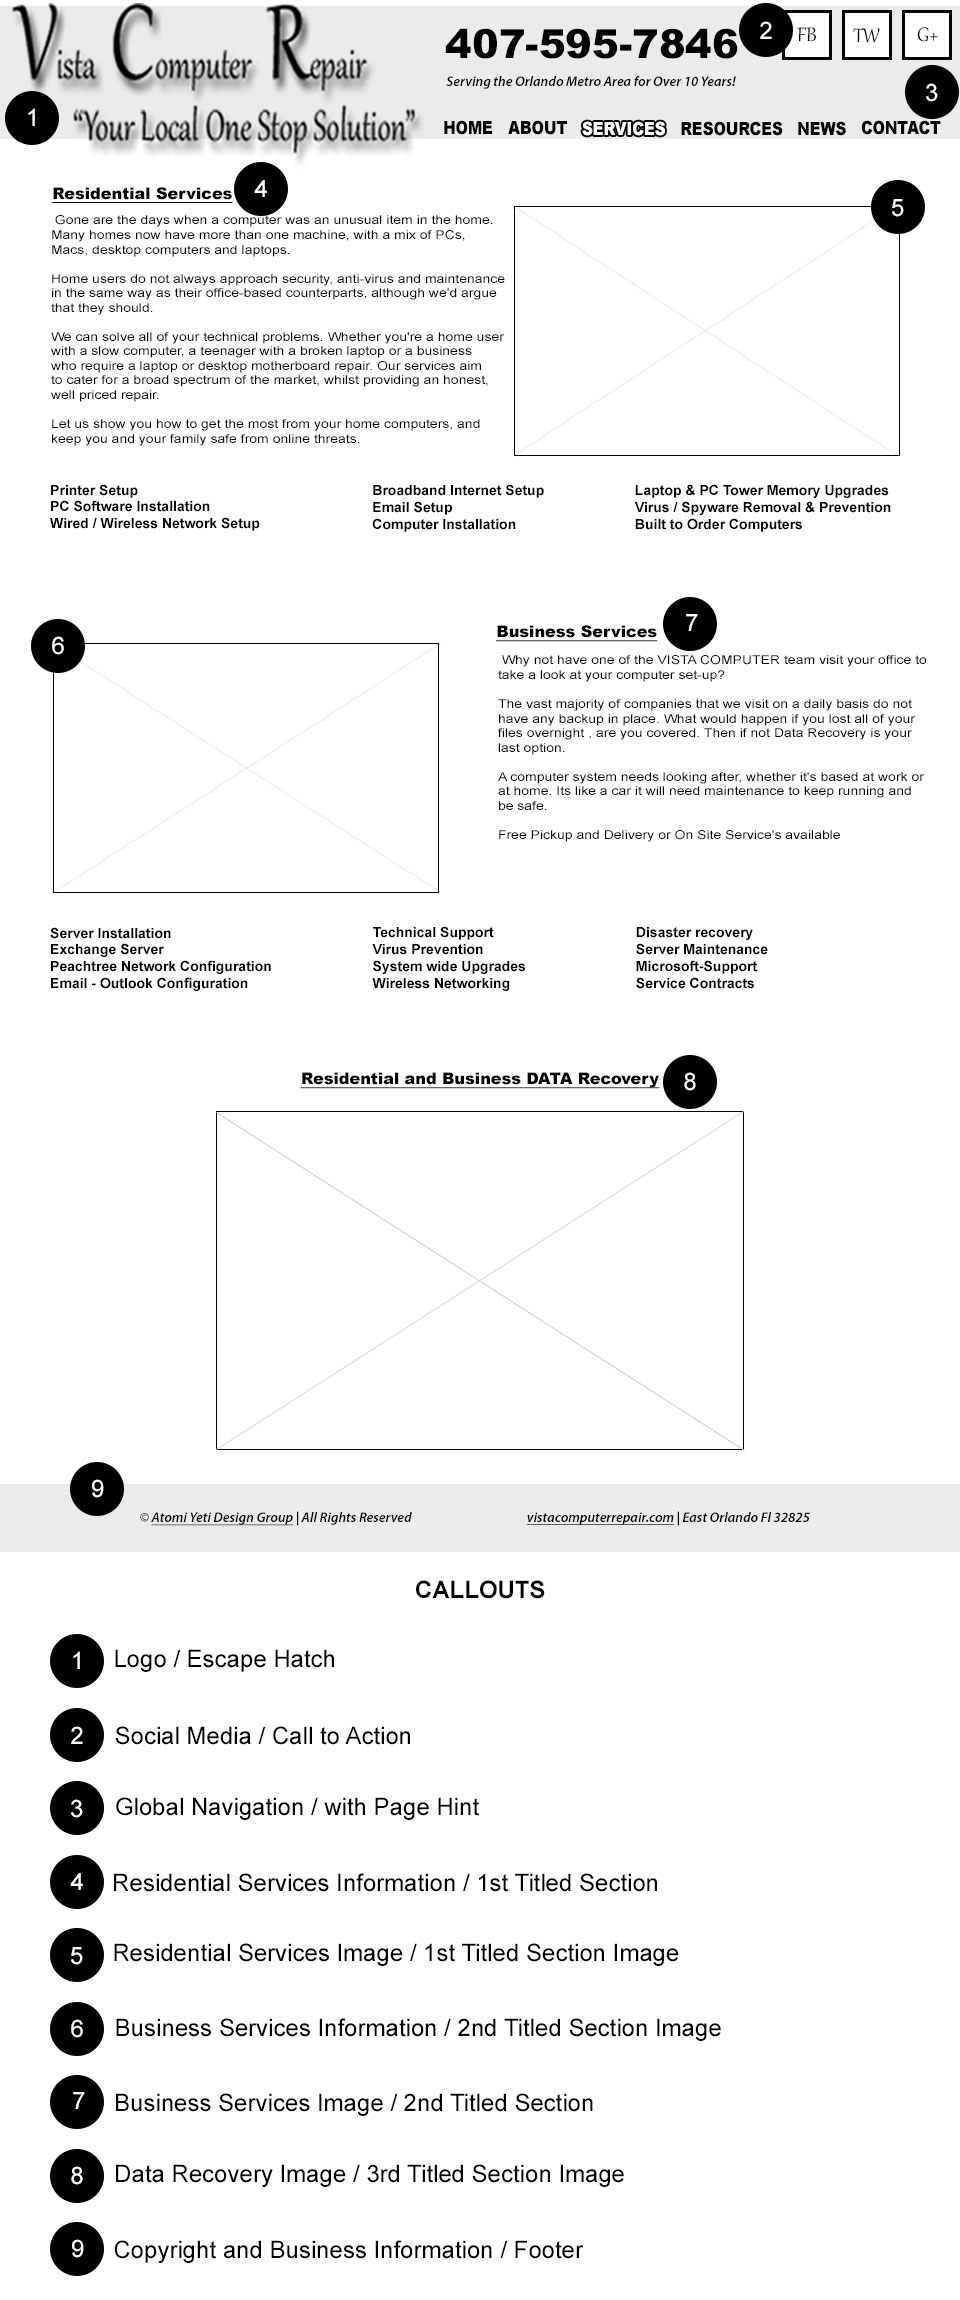 Vista Computer Repair
407-595-7846
2
FB
TW
G+
Serving the Orlando Metro Area for Over 10 Years!
3
1
"Your Local One Stop Solution"
HOME ABOUT SERVICES RESOURCES NEWS CONTACT
Residential Services
4
5
Gone are the days when a computer was an unusual item in the home.
Many homes now have more than one machine, with a mix of PCs,
Macs, desktop computers and laptops.
Home users do not always approach security, anti-virus and maintenance
in the same way as their office-based counterparts, although we'd argue
that they should.
We can solve all of your technical problems. Whether you're a home user
with a slow computer, a teenager with a broken laptop or a business
who require a laptop or desktop motherboard repair. Our services aim
to cater for a broad spectrum of the market, whilst providing an honest,
well priced repair.
Let us show you how to get the most from your home computers, and
keep you and your family safe from online threats.
Printer Setup
PC Software Installation
Wired / Wireless Network Setup
Broadband Internet Setup
Email Setup
Computer Installation
Laptop & PC Tower Memory Upgrades
Virus / Spyware Removal & Prevention
Built to Order Computers
6
Business Services
7
Why not have one of the VISTA COMPUTER team visit your office to
take a look at your computer set-up?
The vast majority of companies that we visit on a daily basis do not
have any backup in place. What would happen if you lost all of your
files overnight , are you covered. Then if not Data Recovery is your
last option.
A computer system needs looking after, whether it's based at work or
at home. Its like a car it will need maintenance to keep running and
be safe.
Free Pickup and Delivery or On Site Service's available
Server Installation
Exchange Server
Peachtree Network Configuration
Email - Outlook Configuration
Technical Support
Virus Prevention
System wide Upgrades
Wireless Networking
Disaster recovery
Server Maintenance
Microsoft-Support
Service Contracts
Residential and Business DATA Recovery
8
9
© Atomi Yeti Design Group | All Rights Reserved
vistacomputerrepair.com | East Orlando Fl 32825
CALLOUTS
1 Logo / Escape Hatch
2 Social Media / Call to Action
3 Global Navigation / with Page Hint
4 Residential Services Information / 1st Titled Section
5 Residential Services Image / 1st Titled Section Image
6 Business Services Information / 2nd Titled Section Image
7 Business Services Image / 2nd Titled Section
8 Data Recovery Image / 3rd Titled Section Image
9 Copyright and Business Information / Footer